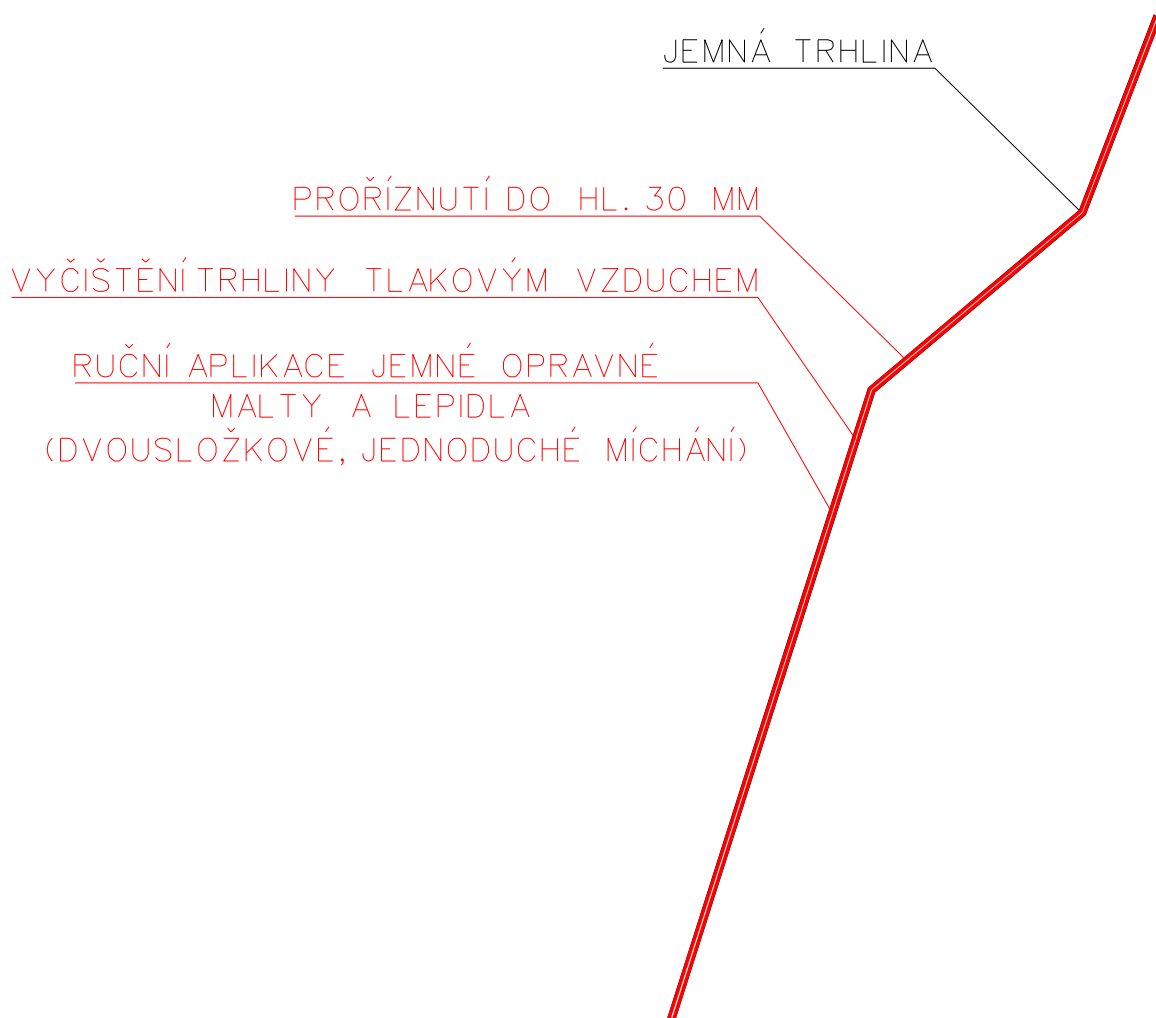 JEMNÁ TRHLINA
PROŘÍZNUTÍ DO HL. 30 MM
VYČIŠTĚNÍ TRHLINY TLAKOVÝM VZDUCHEM
RUČNÍ APLIKACE JEMNÉ OPRAVNÉ
MALTY A LEPIDLA
(DVOUSLOŽKOVÉ, JEDNODUCHÉ MÍCHÁNÍ)